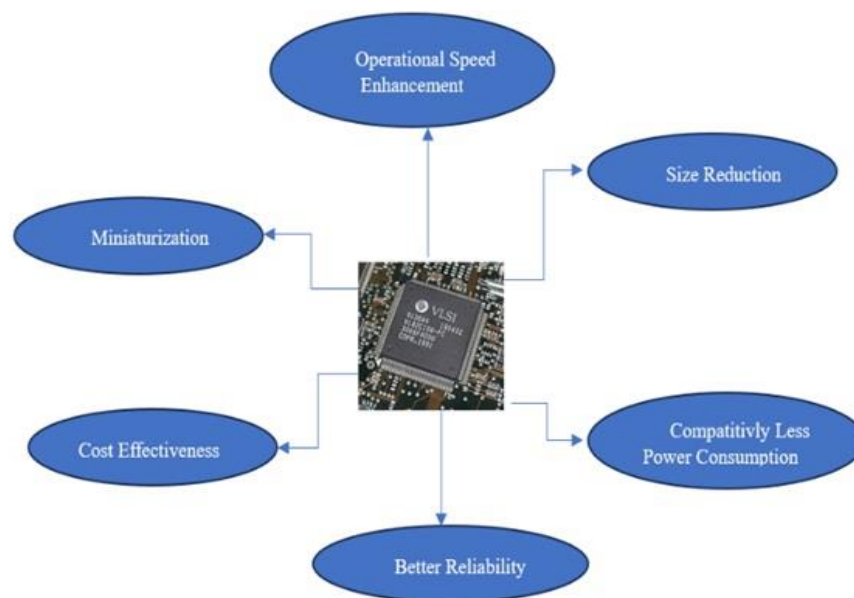 Operational Speed
Enhancement
Size Reduction
Miniaturization
VLSI
Cost Effectiveness
Compatitivly Less
Power Consumption
Better Reliability